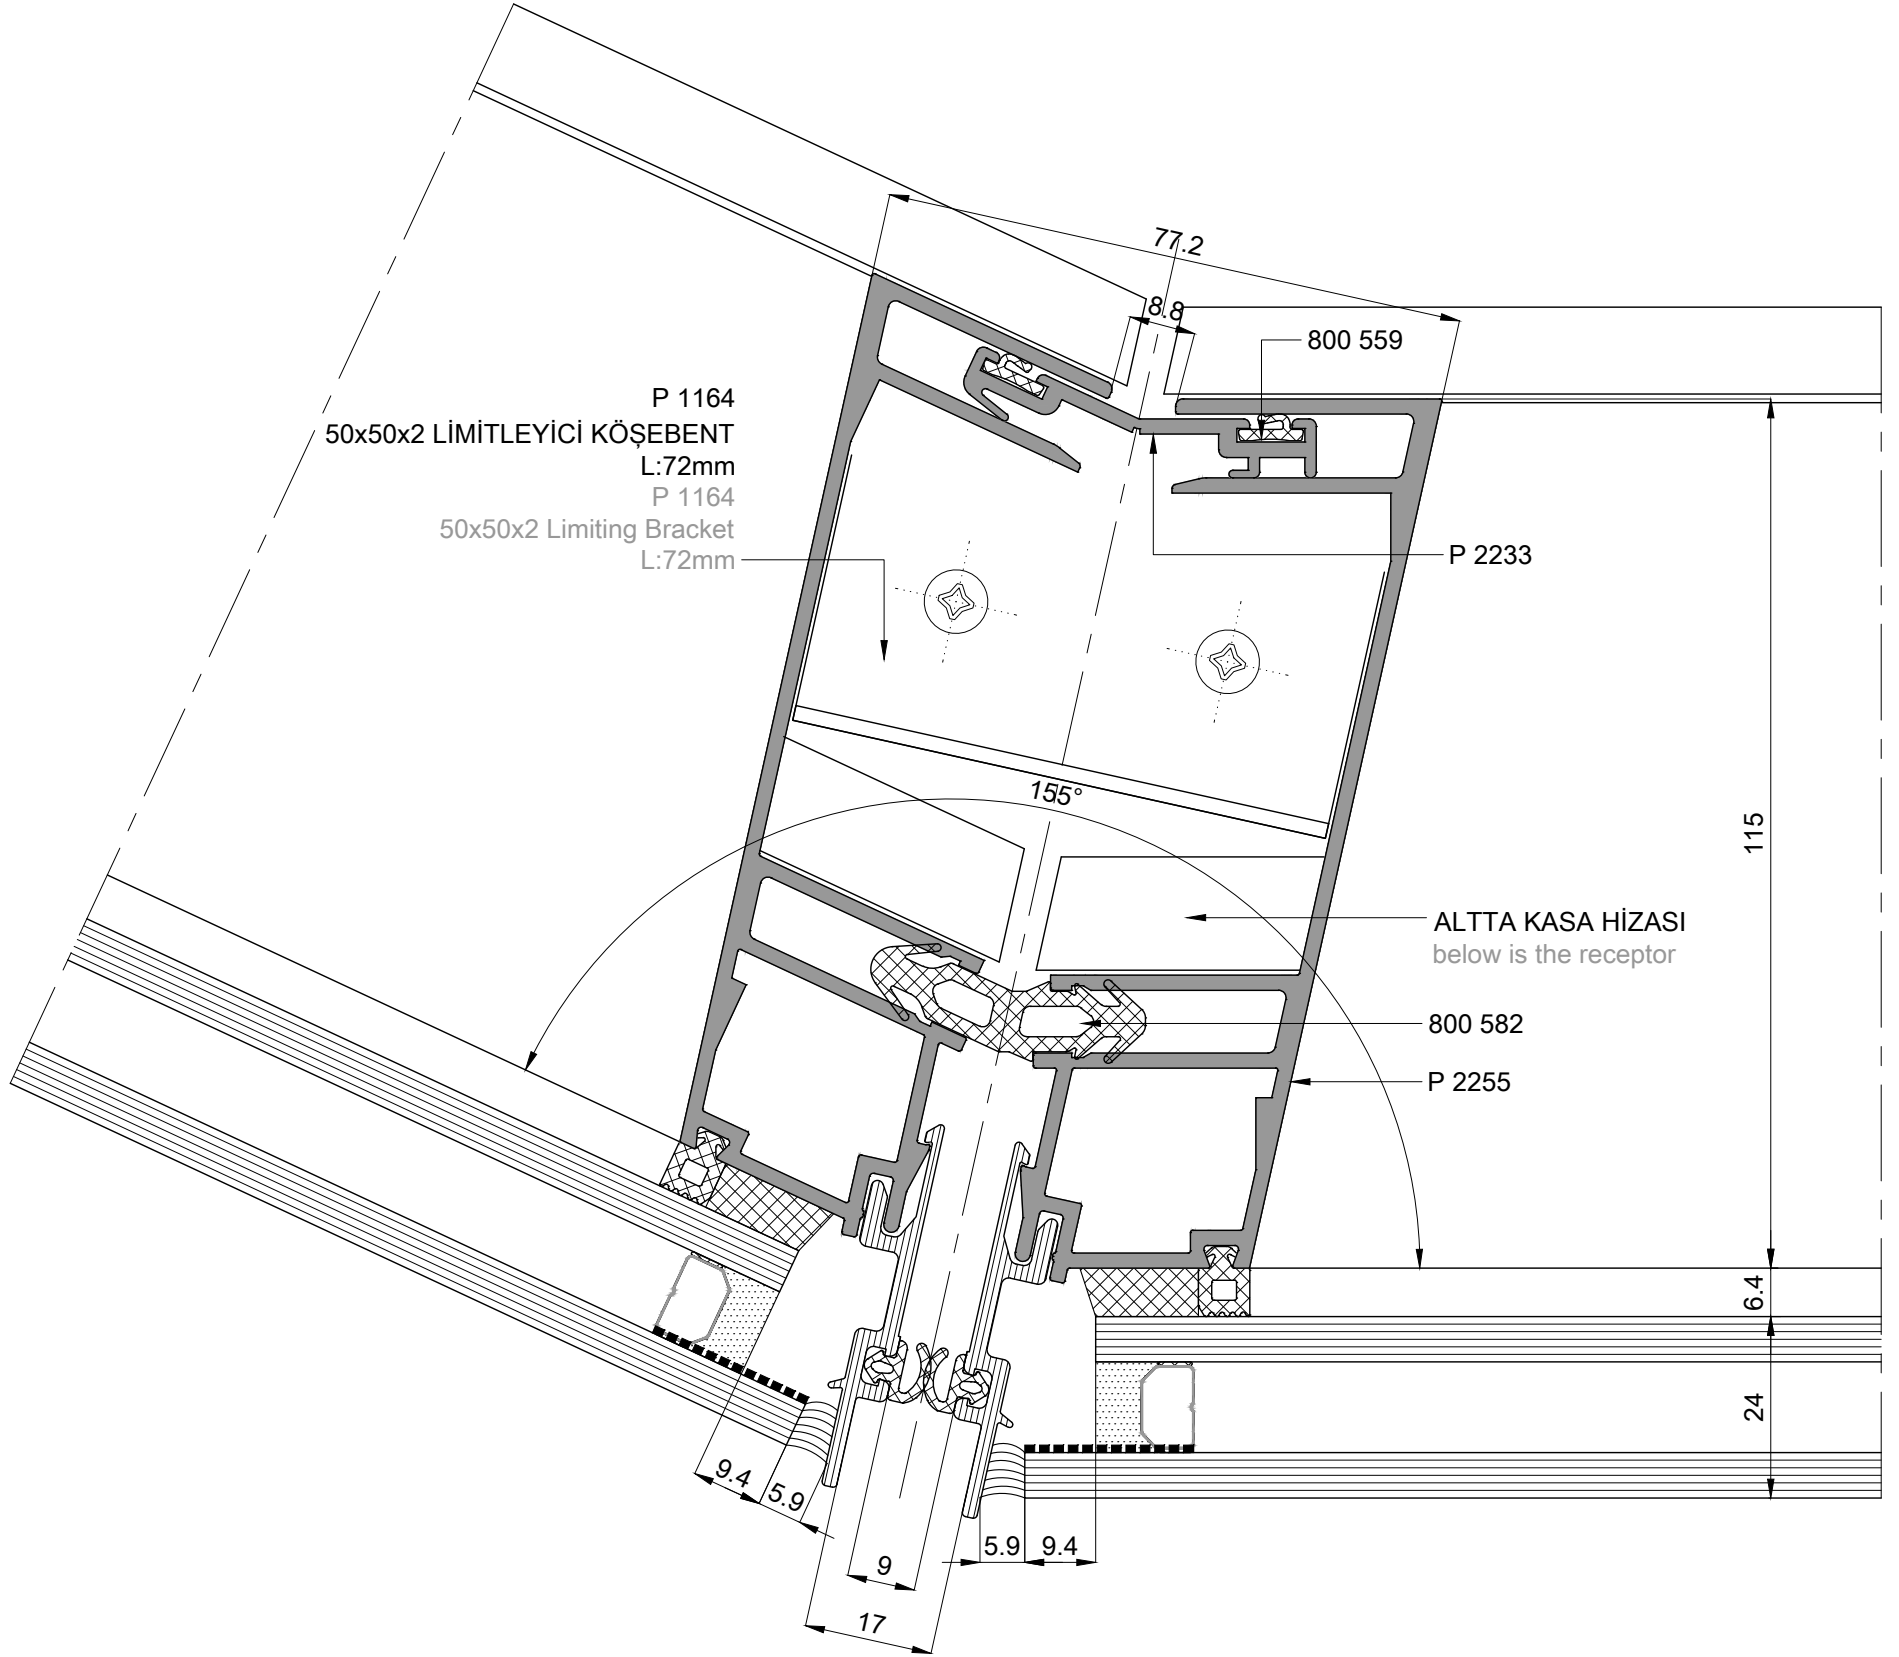 77.2
8.8
800 559
P 1164
50x50x2 LİMİTLEYİCİ KÖŞEBENT
L:72mm
P 1164
50x50x2 Limiting Bracket
L:72mm
P 2233
155°
115
ALTTA KASA HİZASI
below is the receptor
800 582
P 2255
6.4
24
9.4
5.9
5.9
9.4
9
17